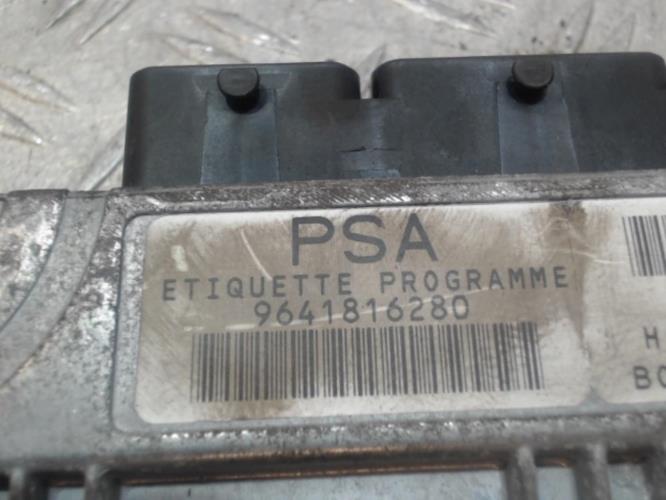 PSA
ETIQUETTE PROGRAMME
9641816280
H